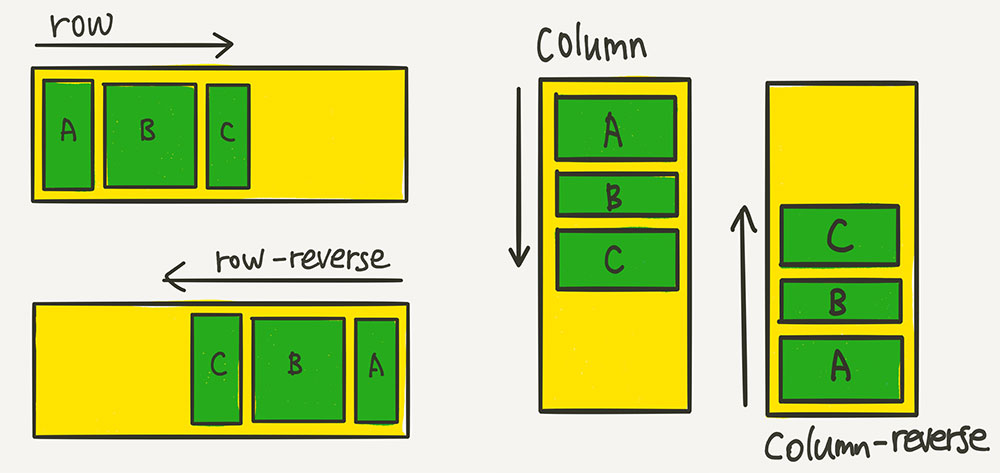 row
A B C
row-reverse
C B A
Column
A
B
C
C
B
A
Column-reverse